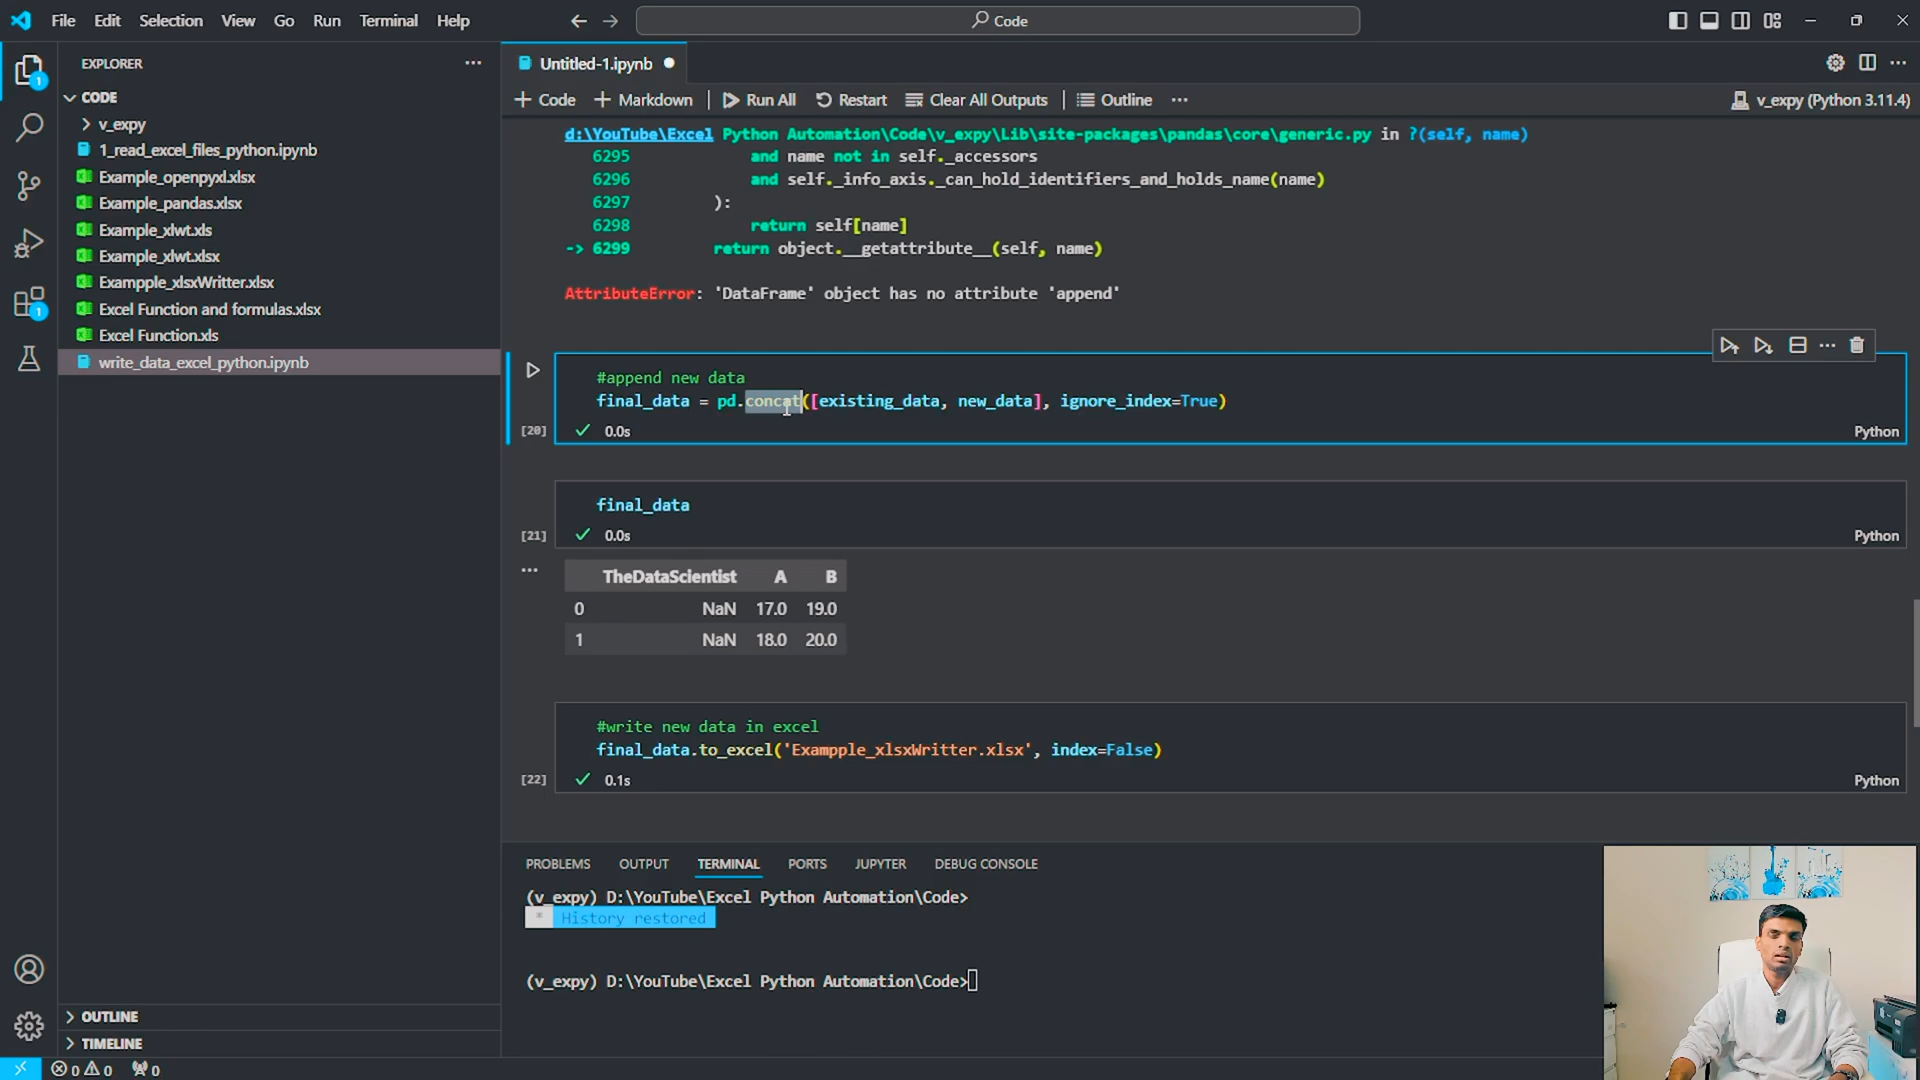 File Edit Selection View Go Run Terminal Help
Code
EXPLORER
CODE
v_expy
1_read_excel_files_python.ipynb
Example_openpyxl.xlsx
Example_pandas.xlsx
Example_xlwt.xls
Example_xlwt.xlsx
Exampple_xlsxWritter.xlsx
Excel Function and formulas.xlsx
Excel Function.xls
write_data_excel_python.ipynb
OUTLINE
TIMELINE
1
1
Untitled-1.ipynb
+ Code + Markdown Run All Restart Clear All Outputs Outline ...
v_expy (Python 3.11.4)
d:\YouTube\Excel Python Automation\Code\v_expy\Lib\site-packages\pandas\core\generic.py in ?(self, name)
6295 and name not in self._accessors
6296 and self._info_axis._can_hold_identifiers_and_holds_name(name)
6297 ):
6298 return self[name]
-> 6299 return object.__getattribute__(self, name)
AttributeError: 'DataFrame' object has no attribute 'append'
#append new data
final_data = pd.concat([existing_data, new_data], ignore_index=True)
[20] 0.0s Python
final_data
[21] 0.0s Python
TheDataScientist A B
0 NaN 17.0 19.0
1 NaN 18.0 20.0
#write new data in excel
final_data.to_excel('Exampple_xlsxWritter.xlsx', index=False)
[22] 0.1s Python
PROBLEMS OUTPUT TERMINAL PORTS JUPYTER DEBUG CONSOLE
(v_expy) D:\YouTube\Excel Python Automation\Code>
* History restored
(v_expy) D:\YouTube\Excel Python Automation\Code>
0 0 0